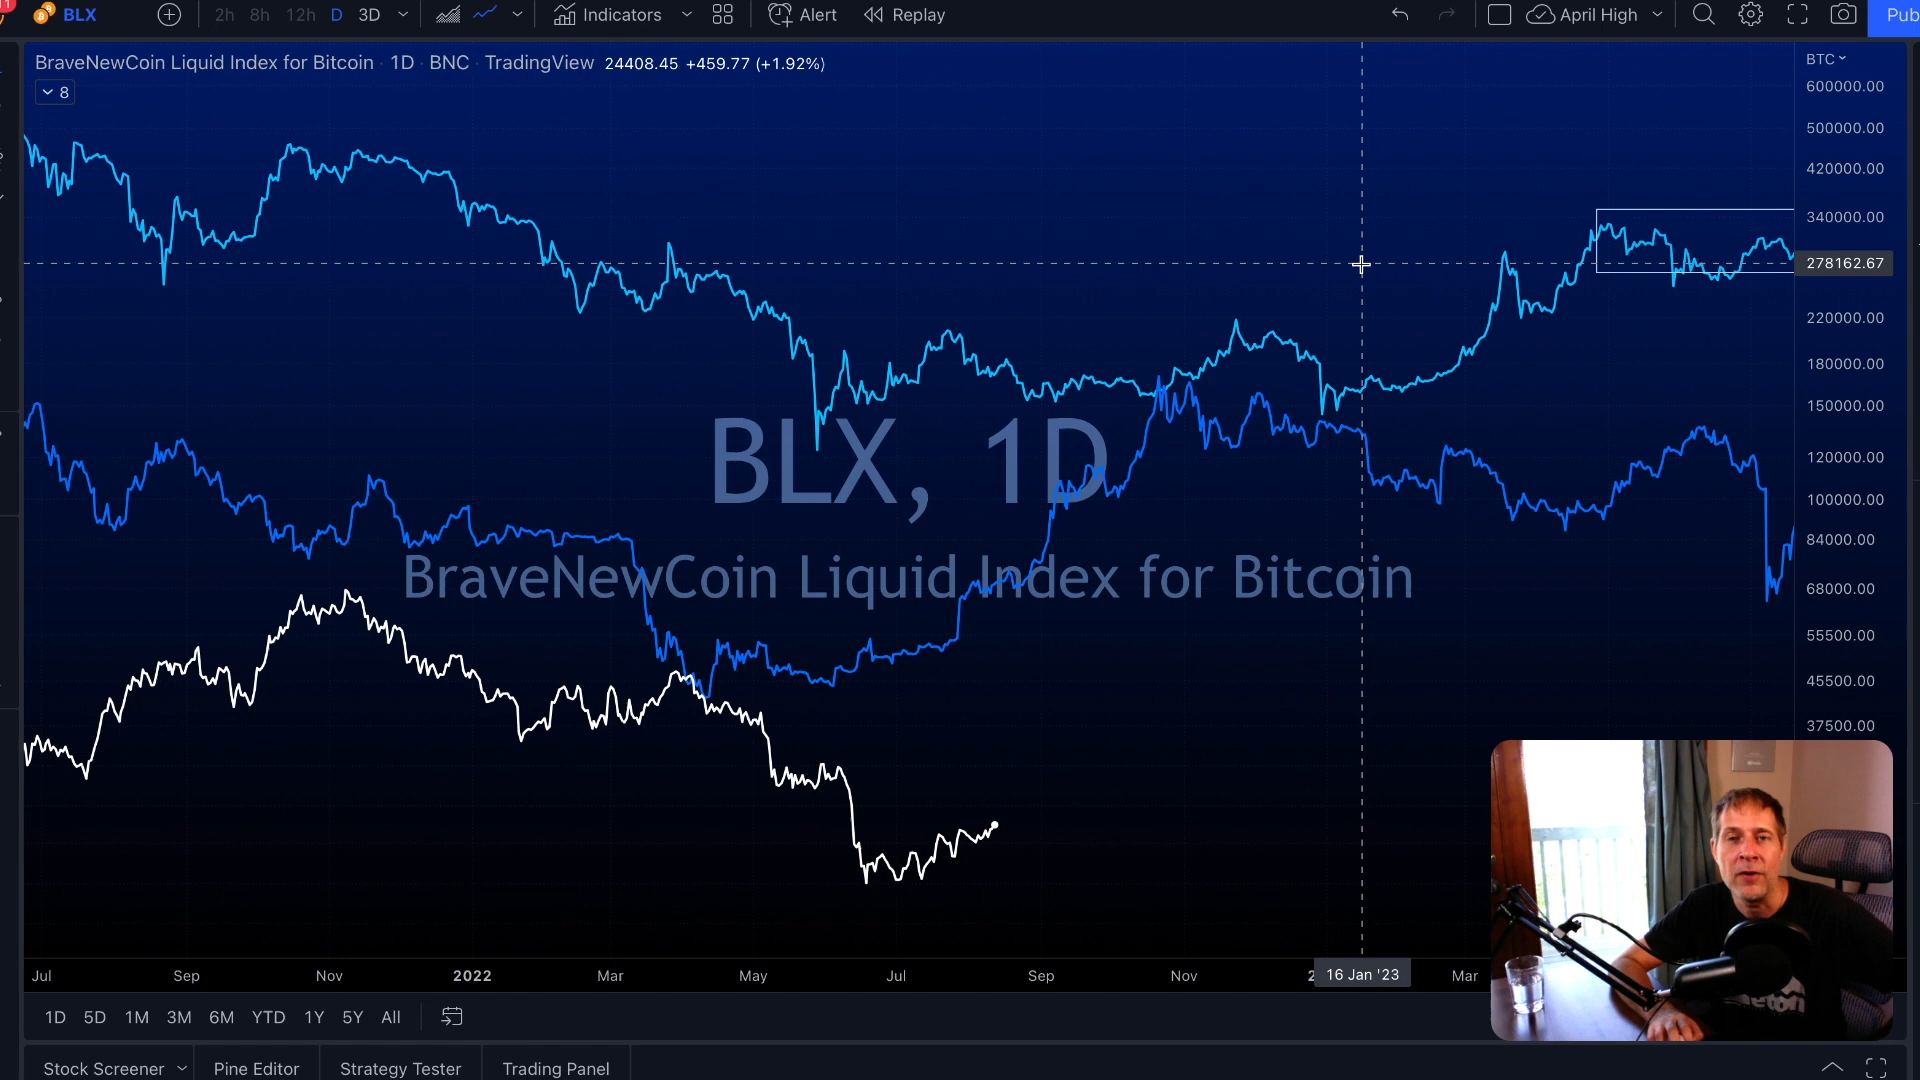 11
BLX
2h 8h 12h D 3D
Indicators
Alert
Replay
April High
Pub
BraveNewCoin Liquid Index for Bitcoin · 1D · BNC · TradingView 24408.45 +459.77 (+1.92%)
8
BTC
600000.00
500000.00
420000.00
340000.00
278162.67
220000.00
180000.00
150000.00
120000.00
100000.00
84000.00
68000.00
55500.00
45500.00
37500.00
BLX, 1D
BraveNewCoin Liquid Index for Bitcoin
Jul Sep Nov 2022 Mar May Jul Sep Nov 2 16 Jan '23 Mar
1D 5D 1M 3M 6M YTD 1Y 5Y All
Stock Screener Pine Editor Strategy Tester Trading Panel